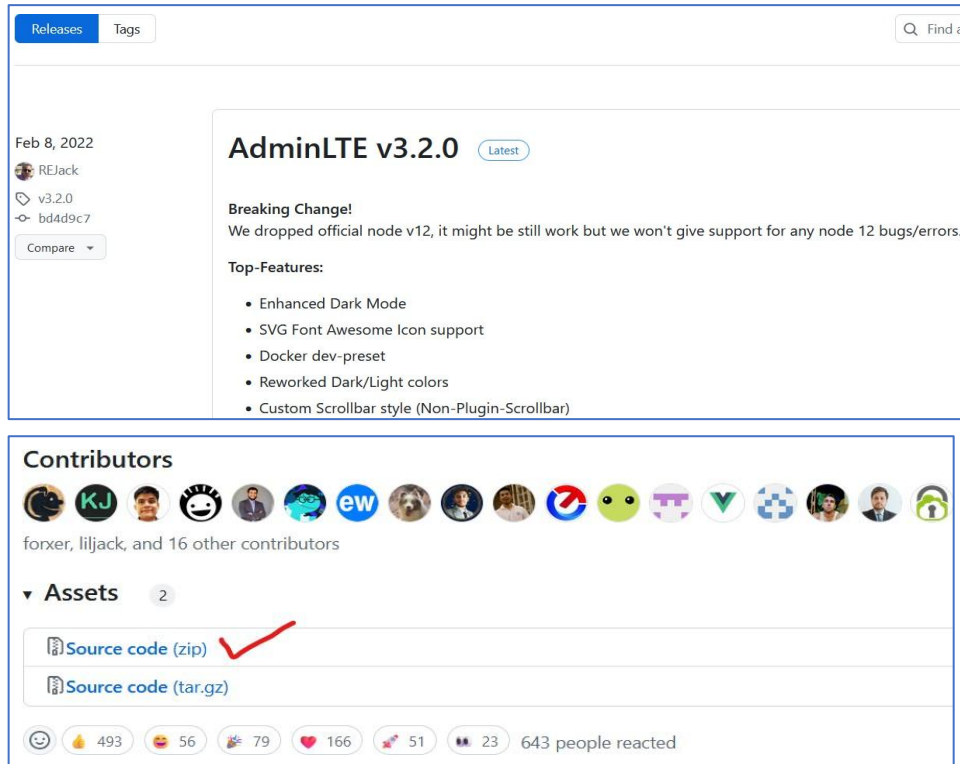 Releases
Tags
Find a
Feb 8, 2022
REJack
v3.2.0
bd4d9c7
Compare
AdminLTE v3.2.0 Latest
Breaking Change!
We dropped official node v12, it might be still work but we won't give support for any node 12 bugs/errors.
Top-Features:
• Enhanced Dark Mode
• SVG Font Awesome Icon support
• Docker dev-preset
• Reworked Dark/Light colors
• Custom Scrollbar style (Non-Plugin-Scrollbar)
Contributors
KJ
ew
forxer, liljack, and 16 other contributors
Assets 2
Source code (zip)
Source code (tar.gz)
493 56 79 166 51 23 643 people reacted